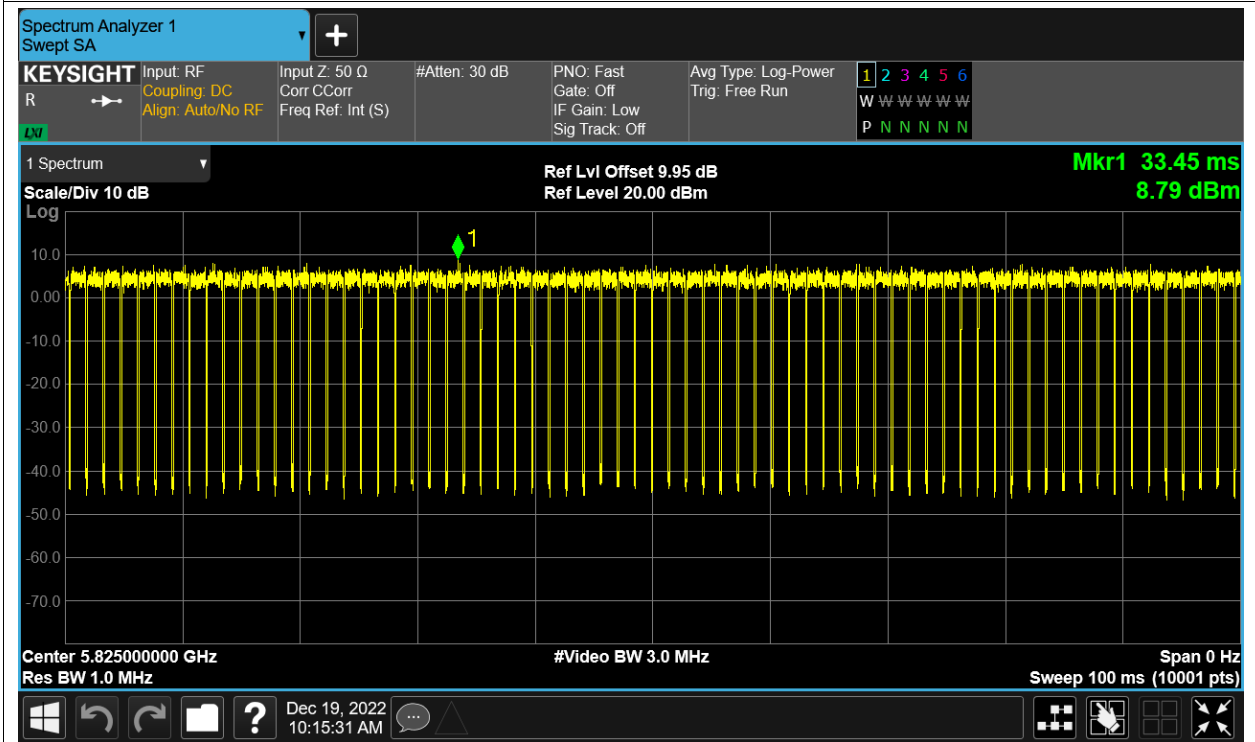 Spectrum Analyzer 1
Swept SA
+
KEYSIGHT Input: RF Input Z: 50 Ω #Atten: 30 dB PNO: Fast Avg Type: Log-Power 1 2 3 4 5 6
R Coupling: DC Corr CCorr Gate: Off Trig: Free Run W W W W W W
Align: Auto/No RF Freq Ref: Int (S) IF Gain: Low
LXI Sig Track: Off P N N N N N
1 Spectrum Ref Lvl Offset 9.95 dB Mkr1 33.45 ms
Scale/Div 10 dB Ref Level 20.00 dBm 8.79 dBm
Log
1
10.0
0.00
-10.0
-20.0
-30.0
-40.0
-50.0
-60.0
-70.0
Center 5.825000000 GHz #Video BW 3.0 MHz Span 0 Hz
Res BW 1.0 MHz Sweep 100 ms (10001 pts)
? Dec 19, 2022
10:15:31 AM